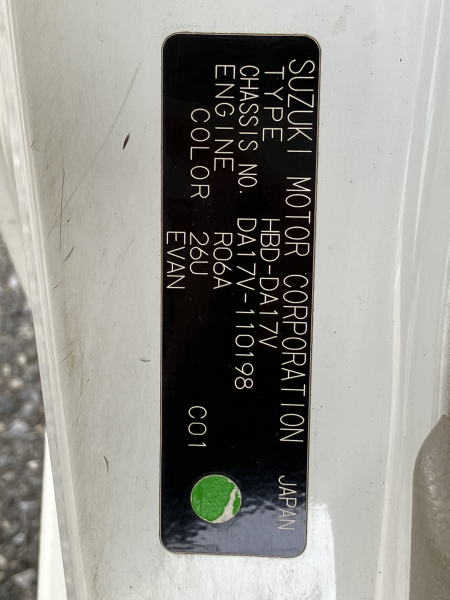 SUZUKI MOTOR CORPORATION JAPAN
TYPE HBD-DA17V
CHASSIS NO. DA17V-110198
ENGINE R06A
COLOR 26U C01
EVAN